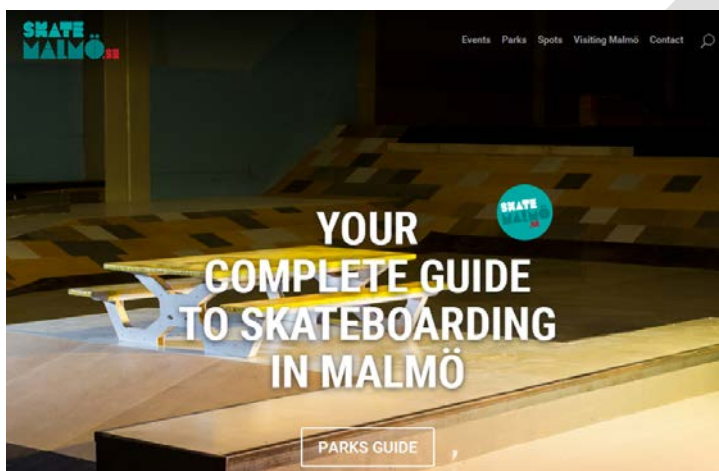 SKATE
MALMÖ.SE
Events Parks Spots Visiting Malmö Contact
SKATE
MALMÖ
.SE
YOUR
COMPLETE GUIDE
TO SKATEBOARDING
IN MALMÖ
PARKS GUIDE